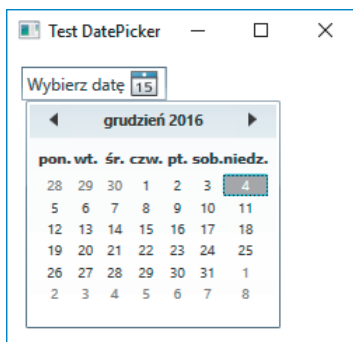 Test DatePicker
Wybierz datę 15
grudzień 2016
pon. wt. śr. czw. pt. sob. niedz.
28 29 30 1 2 3 4
5 6 7 8 9 10 11
12 13 14 15 16 17 18
19 20 21 22 23 24 25
26 27 28 29 30 31 1
2 3 4 5 6 7 8